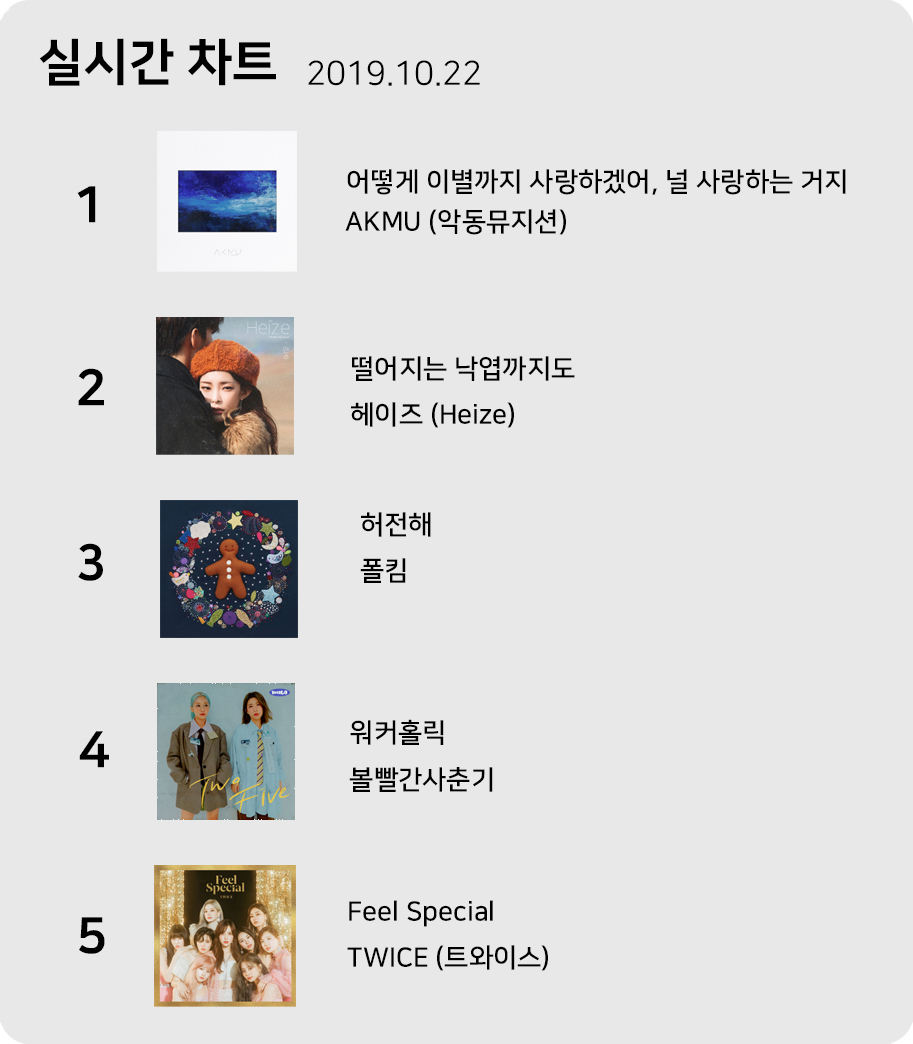 실시간 차트 2019.10.22
1
AKMU
어떻게 이별까지 사랑하겠어, 널 사랑하는 거지
AKMU (악동뮤지션)
2
Heize
떨어지는 낙엽까지도
헤이즈 (Heize)
3
허전해
폴킴
4
Two
Five
워커홀릭
볼빨간사춘기
5
Feel
Special
TWICE
Feel Special
TWICE (트와이스)